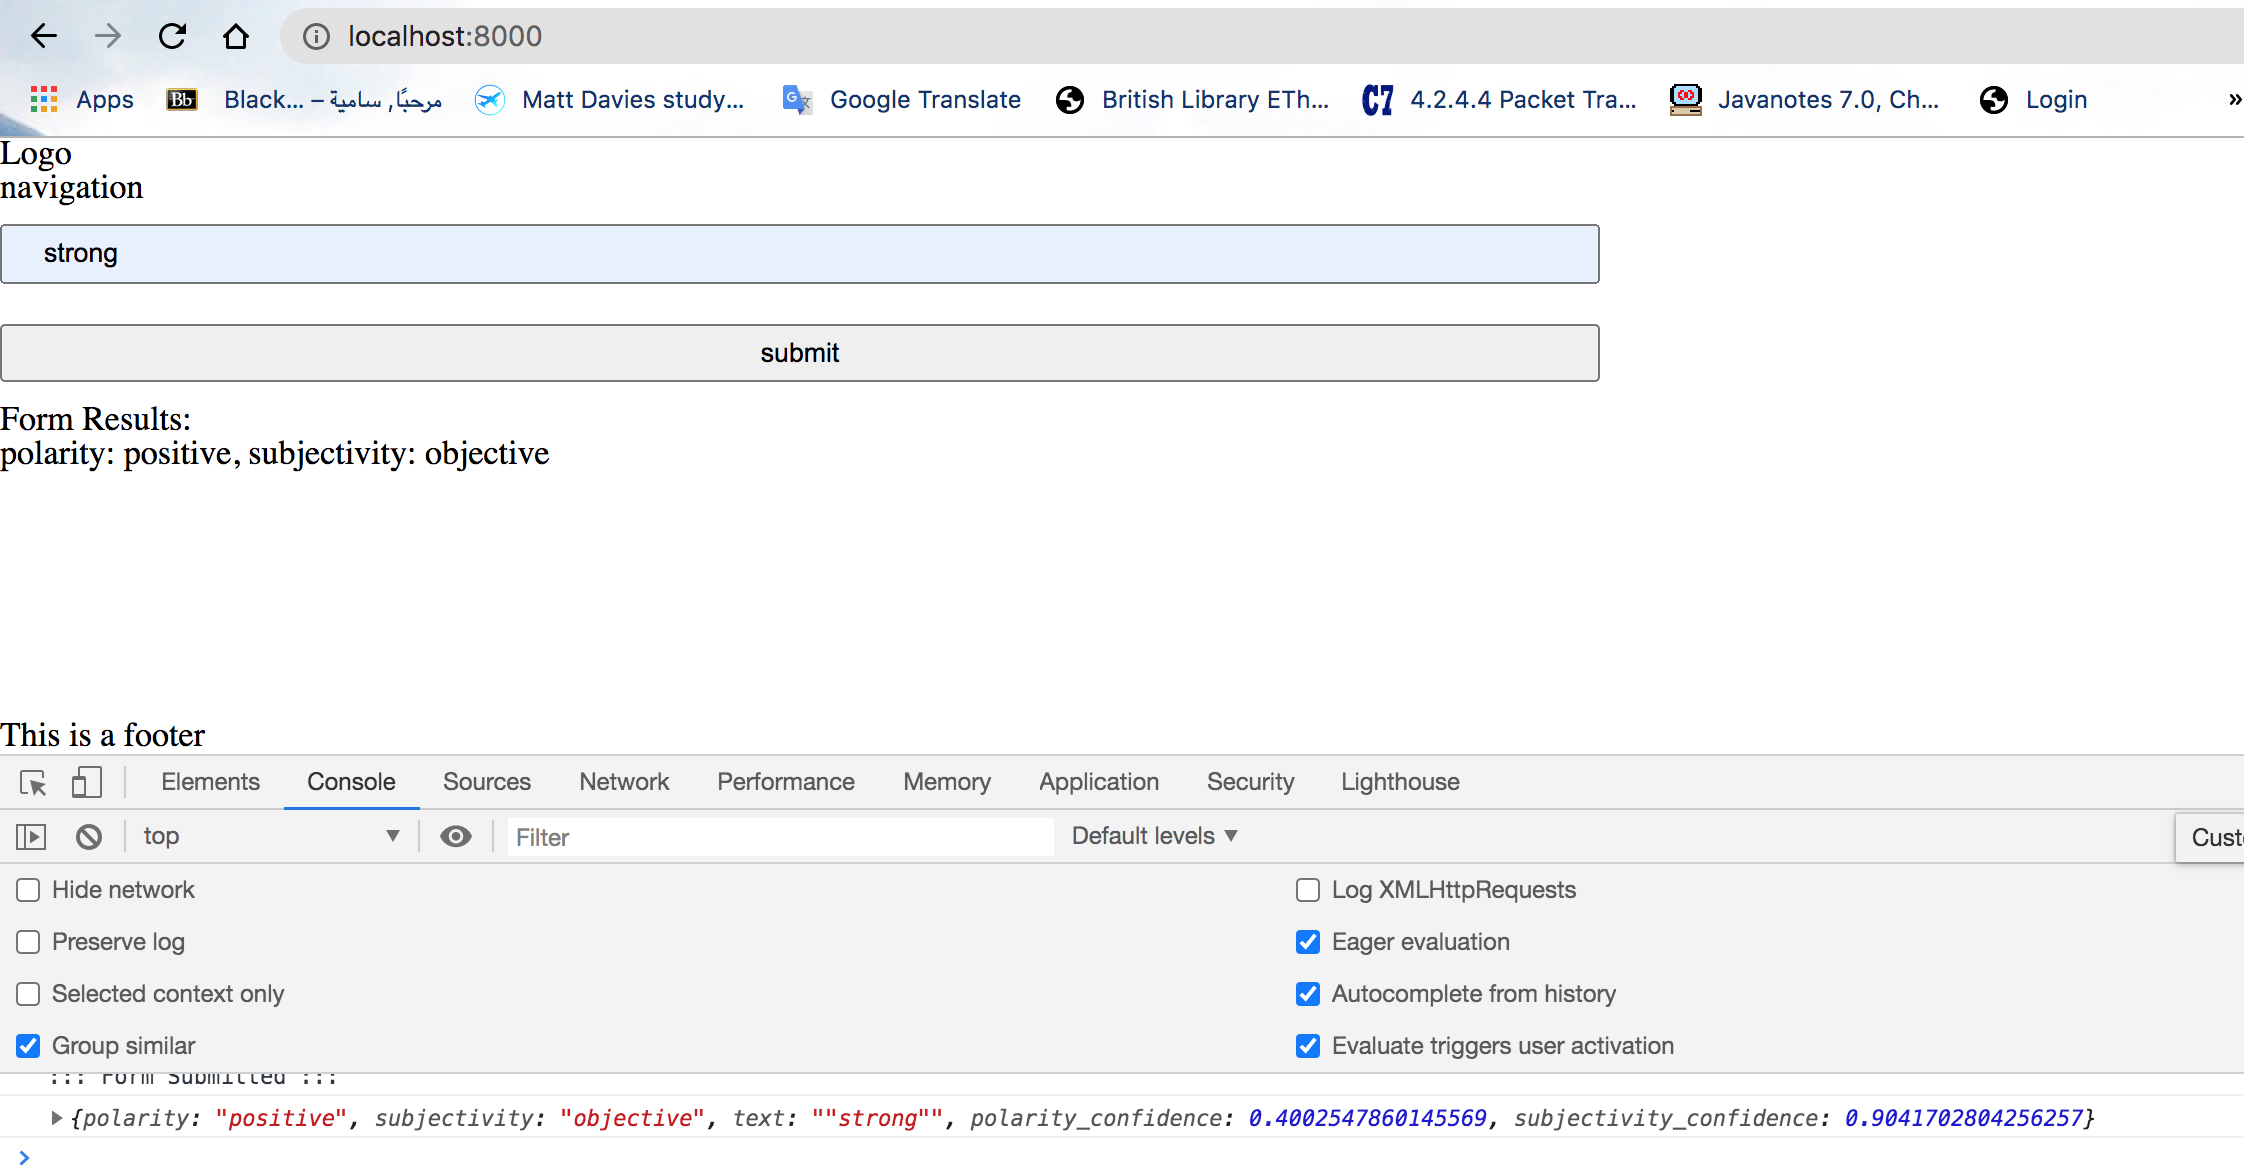 localhost:8000
Apps Black... – مرحبًا, سامية Matt Davies study... Google Translate British Library ETh... 4.2.4.4 Packet Tra... Javanotes 7.0, Ch... Login »
Logo
navigation
strong
submit
Form Results:
polarity: positive, subjectivity: objective
This is a footer
Elements Console Sources Network Performance Memory Application Security Lighthouse
top Filter Default levels Cust
Hide network Log XMLHttpRequests
Preserve log Eager evaluation
Selected context only Autocomplete from history
Group similar Evaluate triggers user activation
::: Form Submitted :::
{polarity: "positive", subjectivity: "objective", text: ""strong"", polarity_confidence: 0.4002547860145569, subjectivity_confidence: 0.9041702804256257}